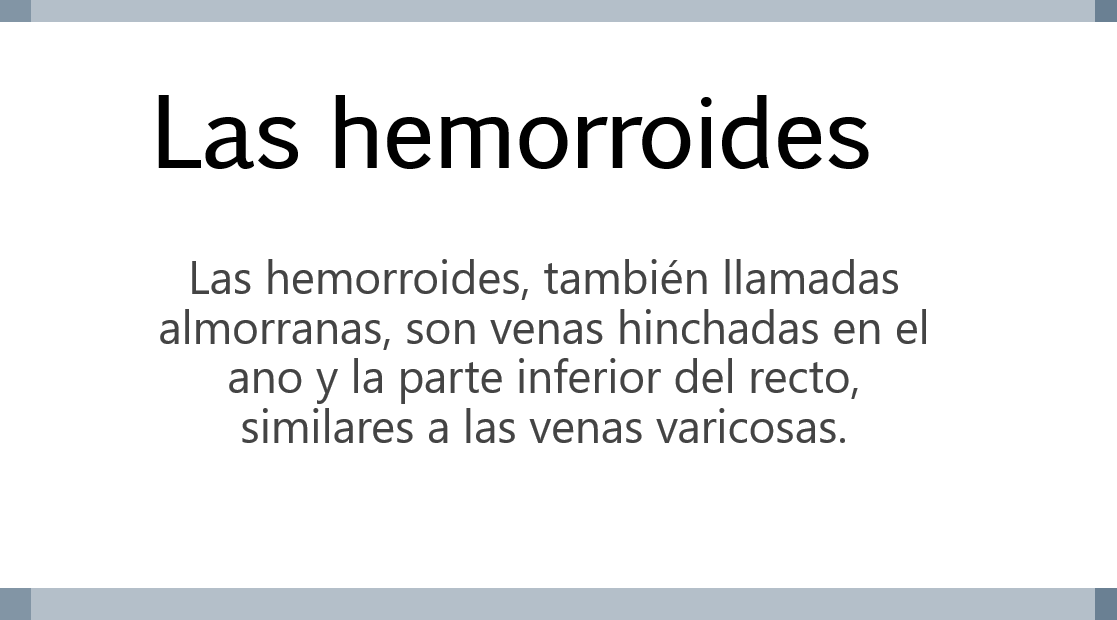 Las hemorroides
Las hemorroides, también llamadas
almorranas, son venas hinchadas en el
ano y la parte inferior del recto,
similares a las venas varicosas.